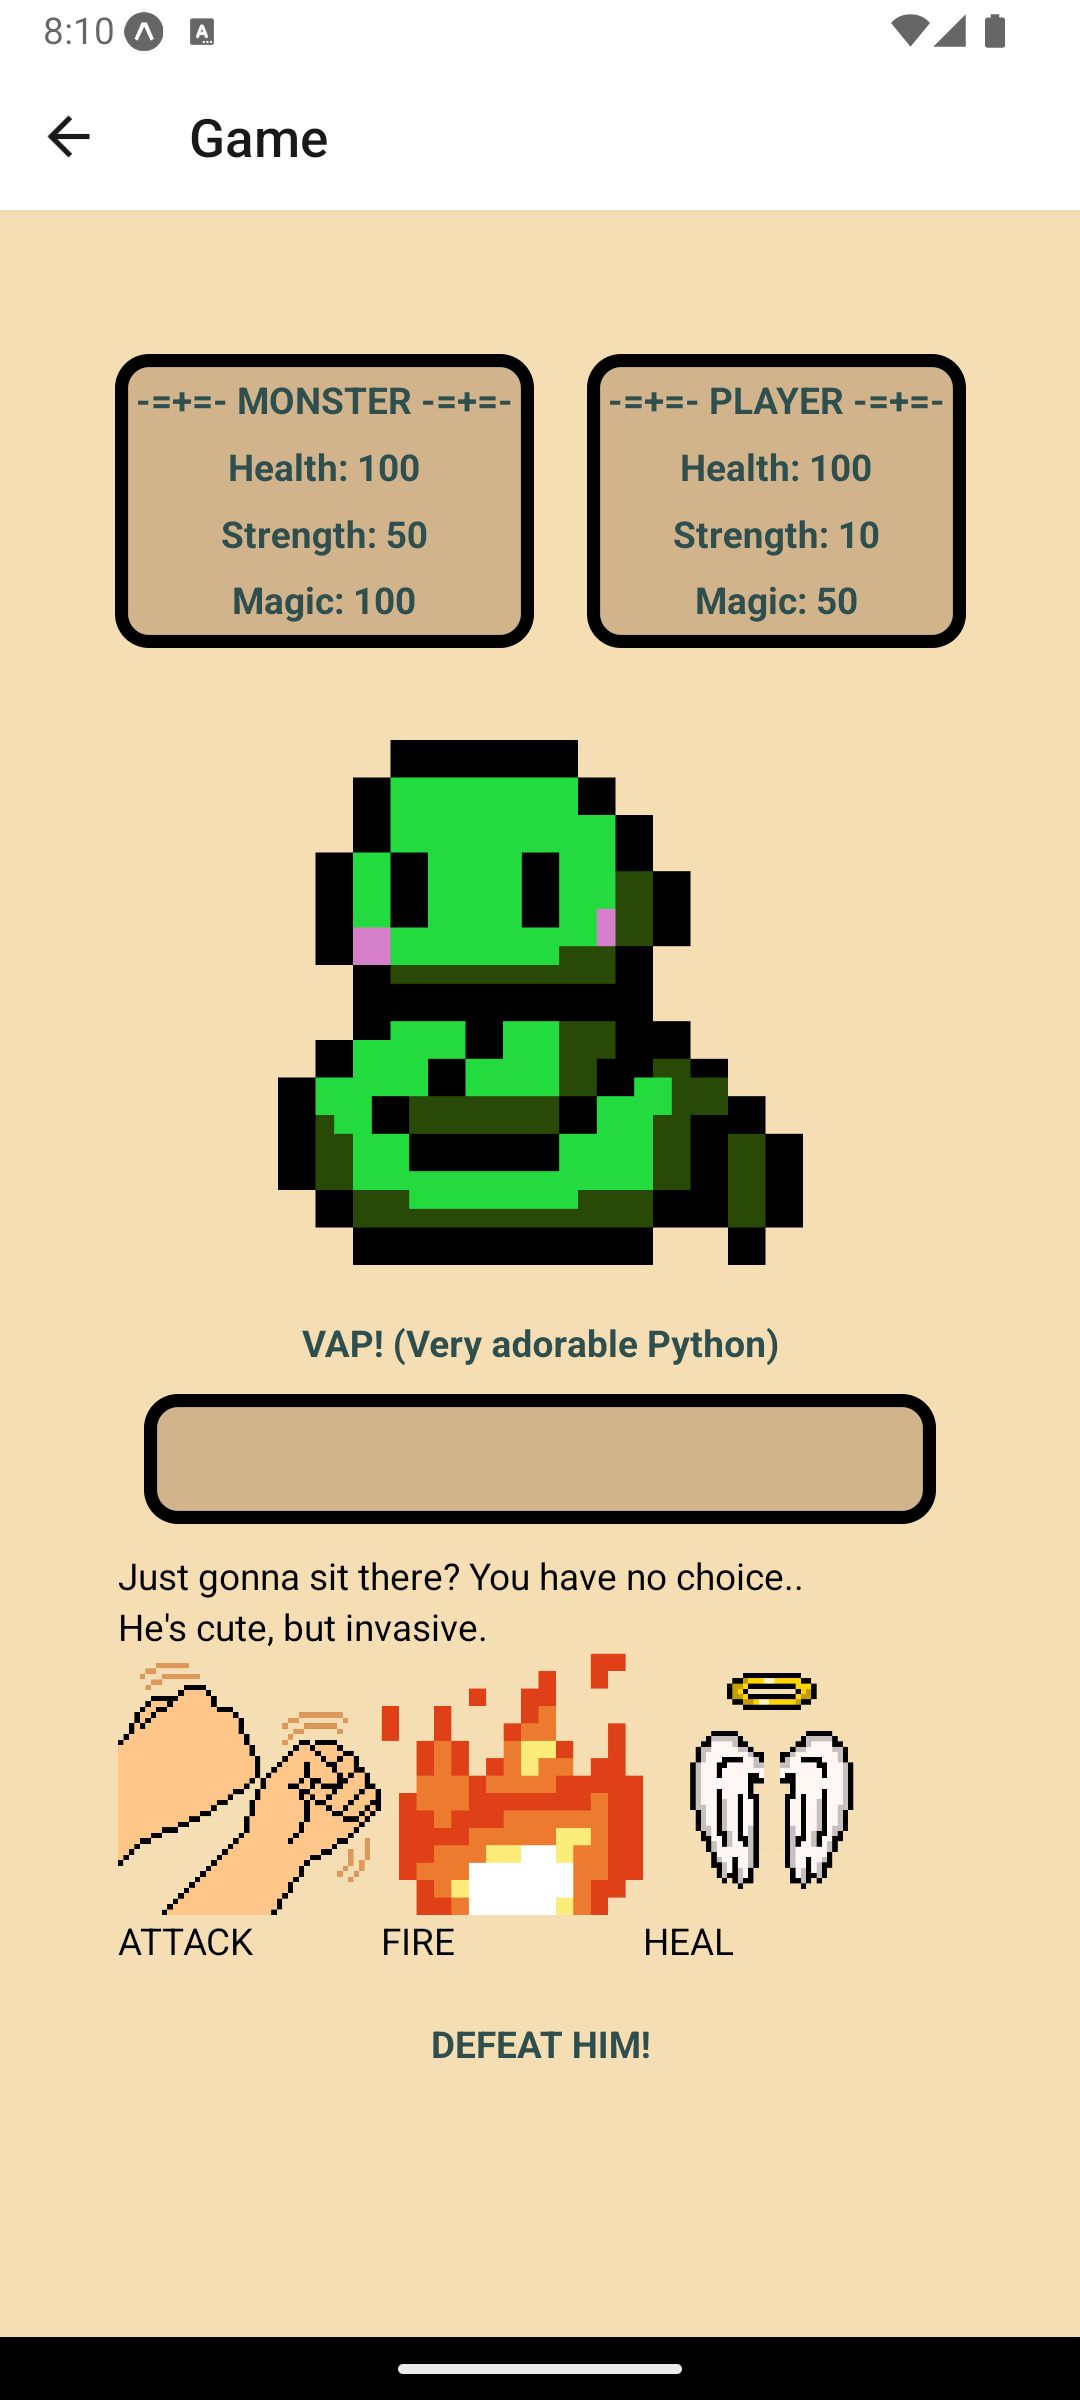 8:10
Game
-=+=- MONSTER -=+=-
Health: 100
Strength: 50
Magic: 100
-=+=- PLAYER -=+=-
Health: 100
Strength: 10
Magic: 50
VAP! (Very adorable Python)
Just gonna sit there? You have no choice..
He's cute, but invasive.
ATTACK
FIRE
HEAL
DEFEAT HIM!